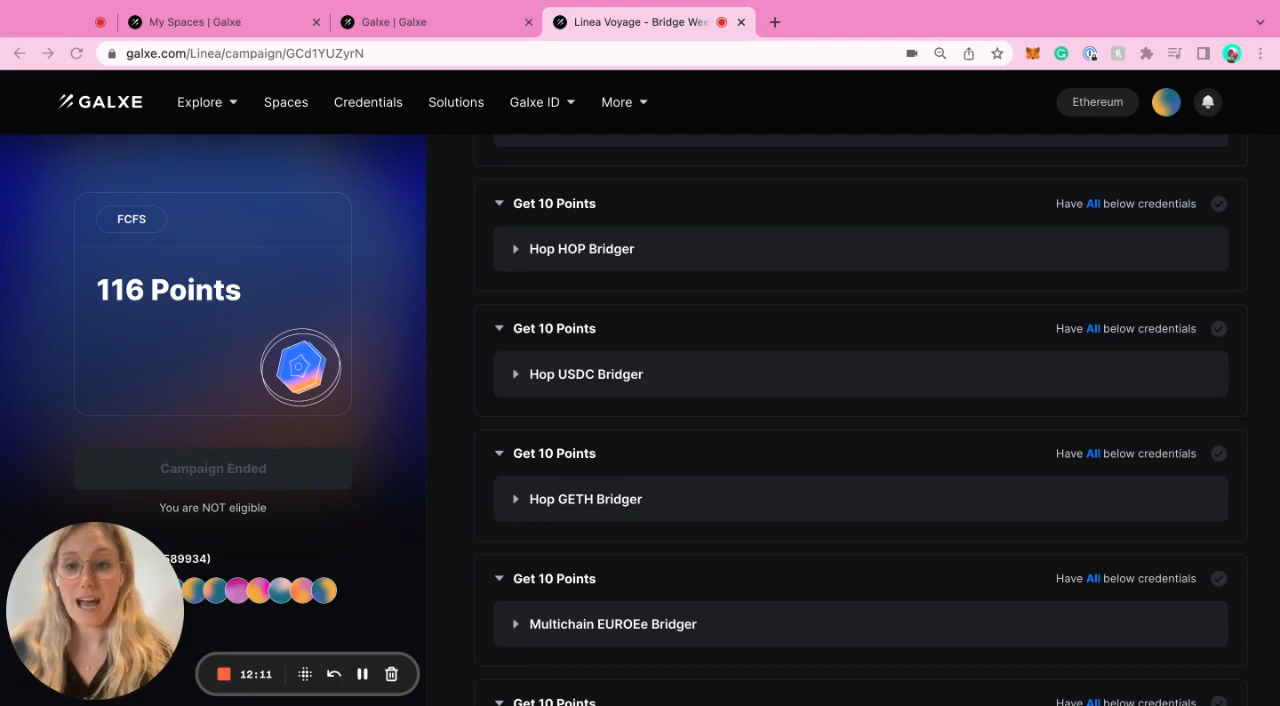 My Spaces | Galxe
Galxe | Galxe
Linea Voyage - Bridge Wee
galxe.com/Linea/campaign/GCd1YUZyrN
GALXE
Explore
Spaces
Credentials
Solutions
Galxe ID
More
Ethereum
FCFS
116 Points
Campaign Ended
You are NOT eligible
589934)
12:11
Get 10 Points
Have All below credentials
Hop HOP Bridger
Get 10 Points
Have All below credentials
Hop USDC Bridger
Get 10 Points
Have All below credentials
Hop GETH Bridger
Get 10 Points
Have All below credentials
Multichain EUROEe Bridger
Get 10 Points
Have All below credentials